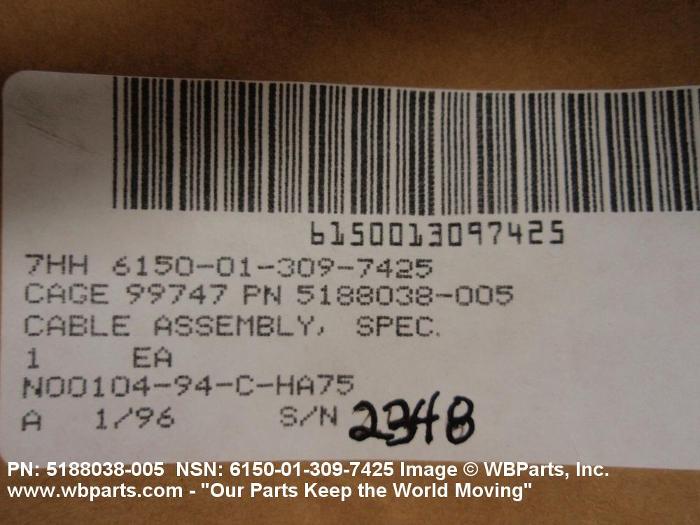 6150013097425
7HH 6150-01-309-7425
CAGE 99747 PN 5188038-005
CABLE ASSEMBLY, SPEC.
1 EA
N00104-94-C-HA75
A 1/96 S/N 2348
PN: 5188038-005 NSN: 6150-01-309-7425 Image © WBParts, Inc.
www.wbparts.com - "Our Parts Keep the World Moving"